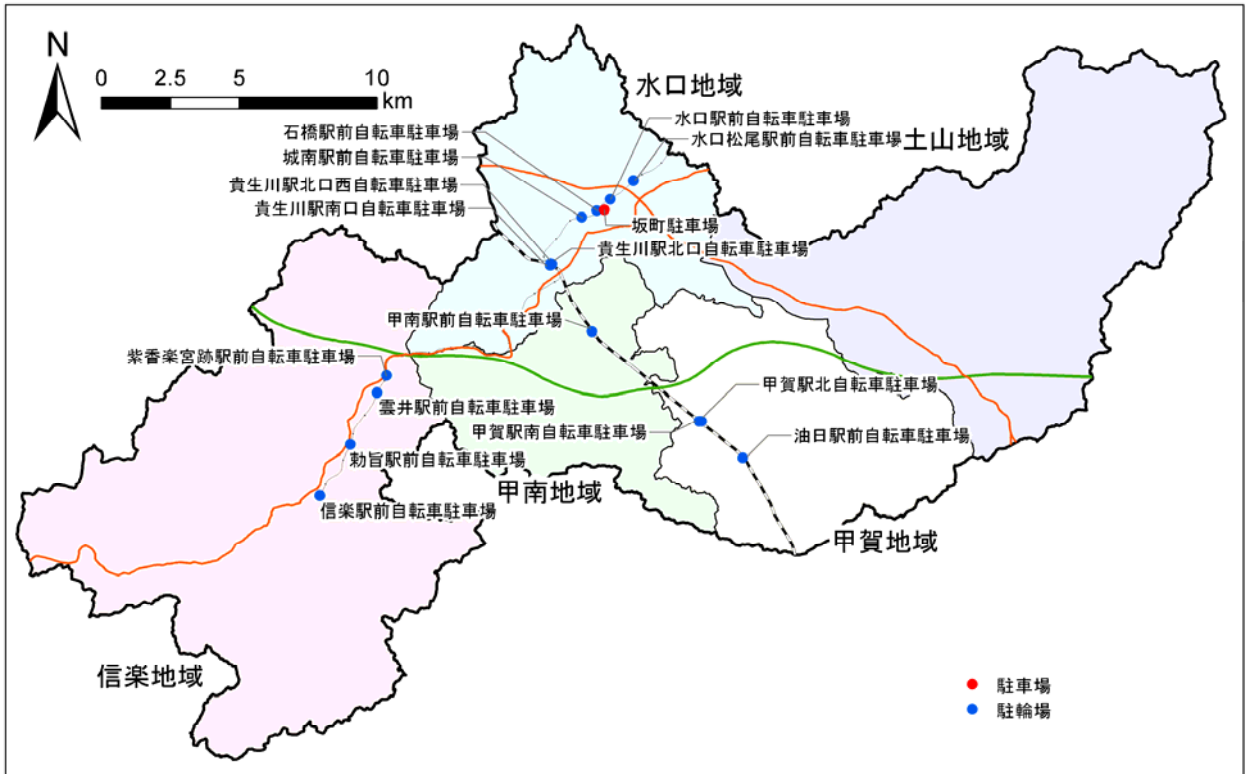 N
0 2.5 5 10
km
水口地域
水口駅前自転車駐車場
石橋駅前自転車駐車場
水口松尾駅前自転車駐車場
土山地域
城南駅前自転車駐車場
貴生川駅北口西自転車駐車場
貴生川駅南口自転車駐車場
坂町駐車場
貴生川駅北口自転車駐車場
甲南駅前自転車駐車場
紫香楽宮跡駅前自転車駐車場
甲賀駅北自転車駐車場
雲井駅前自転車駐車場
甲賀駅南自転車駐車場
油日駅前自転車駐車場
勅旨駅前自転車駐車場
甲南地域
信楽駅前自転車駐車場
甲賀地域
信楽地域
駐車場
駐輪場